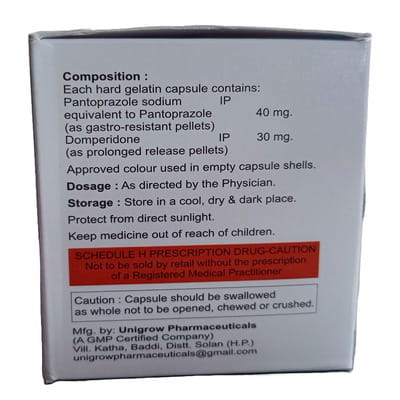 Composition :
Each hard gelatin capsule contains:
Pantoprazole sodium IP
equivalent to Pantoprazole 40 mg.
(as gastro-resistant pellets)
Domperidone IP 30 mg.
(as prolonged release pellets)
Approved colour used in empty capsule shells.
Dosage : As directed by the Physician.
Storage : Store in a cool, dry & dark place.
Protect from direct sunlight.
Keep medicine out of reach of children.
SCHEDULE H PRESCRIPTION DRUG-CAUTION
Not to be sold by retail without the prescription
of a Registered Medical Practitioner
Caution : Capsule should be swallowed
as whole not to be opened, chewed or crushed.
Mfg. by: Unigrow Pharmaceuticals
(A GMP Certified Company)
Vill. Katha, Baddi, Distt. Solan (H.P.)
unigrowpharmaceuticals@gmail.com